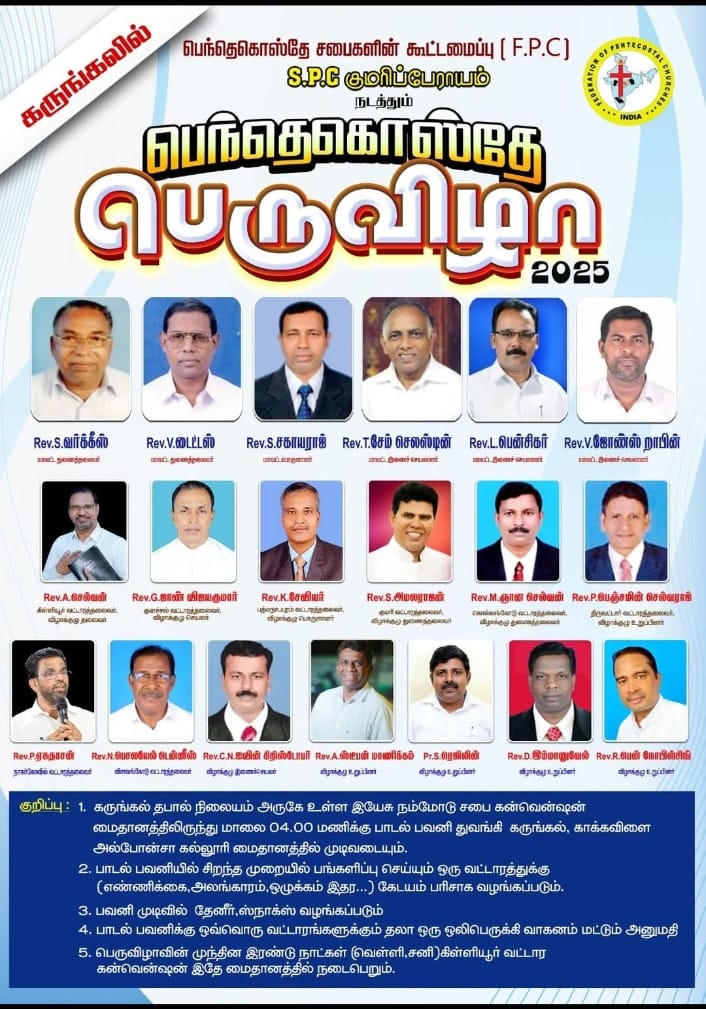 கருங்கலில்
பெந்தெகொஸ்தே சபைகளின் கூட்டமைப்பு ( F.P.C )
S.P.C குமரிப்பேராயம்
நடத்தும்
FEDERATION OF PENTECOSTAL CHURCHES
INDIA
பெந்தெகொஸ்தே
பெருவிழா
2025
Rev.S.வர்க்கீஸ் Rev.V.டைட்டஸ் Rev.S.சகாயராஜ் Rev.T.சேம் செலஸ்டின் Rev.L.பென்சிகர் Rev.V.ஜோண்ஸ் றாபின்
மாவட்ட துணைத்தலைவர் மாவட்ட துணைத்தலைவர் மாவட்டபொருளாளர் மாவட்ட இணைச் செயலாளர் மாவட்ட இணைச் செயலாளர் மாவட்ட இணைச் செயலாளர்
Rev.A.செல்வன் Rev.G.ஜாண் விஜயகுமார் Rev.K.சேவியர் Rev.S.அமலராஜன் Rev.M.ஞான செல்வன் Rev.P.பெஞ்சமின் செல்வராஜ்
கிள்ளியூர் வட்டாரத்தலைவர், குளச்சல் வட்டாரத்தலைவர், பத்மநாபபுரம் வட்டாரத்தலைவர், குமரி வட்டாரத்தலைவர், கொல்லங்கோடு வட்டாரத்தலைவர், திருவட்டார் வட்டாரத்தலைவர்,
விழாக்குழு தலைவர் விழாக்குழு செயலர் விழாக்குழு பொருளாளர் விழாக்குழு துணைத்தலைவர் விழாக்குழு துணைத்தலைவர் விழாக்குழு உறுப்பினர்
Rev.P.ஏசுதாசன் Rev.N.செலயேல் டென்னீஸ் Rev.C.N.ஐவின் கிறிஸ்டோபர் Rev.A.ஸ்டீபன் மாணிக்கம் Pr.S.ரெஜிலின் Rev.D.இம்மானுவேல் Rev.R.பென் நோபிள்சிங்
நாகர்கோவில் வட்டாரத்தலைவர் விளவங்கோடு வட்டாரத்தலைவர் விழாக்குழு இணைச்செயலர் விழாக்குழு உறுப்பினர் விழாக்குழு உறுப்பினர் விழாக்குழு உறுப்பினர் விழாக்குழு உறுப்பினர்
குறிப்பு : 1. கருங்கல் தபால் நிலையம் அருகே உள்ள இயேசு நம்மோடு சபை கன்வென்ஷன்
மைதானத்திலிருந்து மாலை 04.00 மணிக்கு பாடல் பவனி துவங்கி கருங்கல், காக்கவிளை
அல்போன்சா கல்லூரி மைதானத்தில் முடிவடையும்.
2. பாடல் பவனியில் சிறந்த முறையில் பங்களிப்பு செய்யும் ஒரு வட்டாரத்துக்கு
(எண்ணிக்கை,அலங்காரம்,ஒழுக்கம் இதர...) கேடயம் பரிசாக வழங்கப்படும்.
3. பவனி முடிவில் தேனீர்,ஸ்நாக்ஸ் வழங்கப்படும்
4. பாடல் பவனிக்கு ஒவ்வொரு வட்டாரங்களுக்கும் தலா ஒரு ஒலிபெருக்கி வாகனம் மட்டும் அனுமதி
5. பெருவிழாவின் முந்தின இரண்டு நாட்கள் (வெள்ளி,சனி)கிள்ளியூர் வட்டார
கன்வென்ஷன் இதே மைதானத்தில் நடைபெறும்.